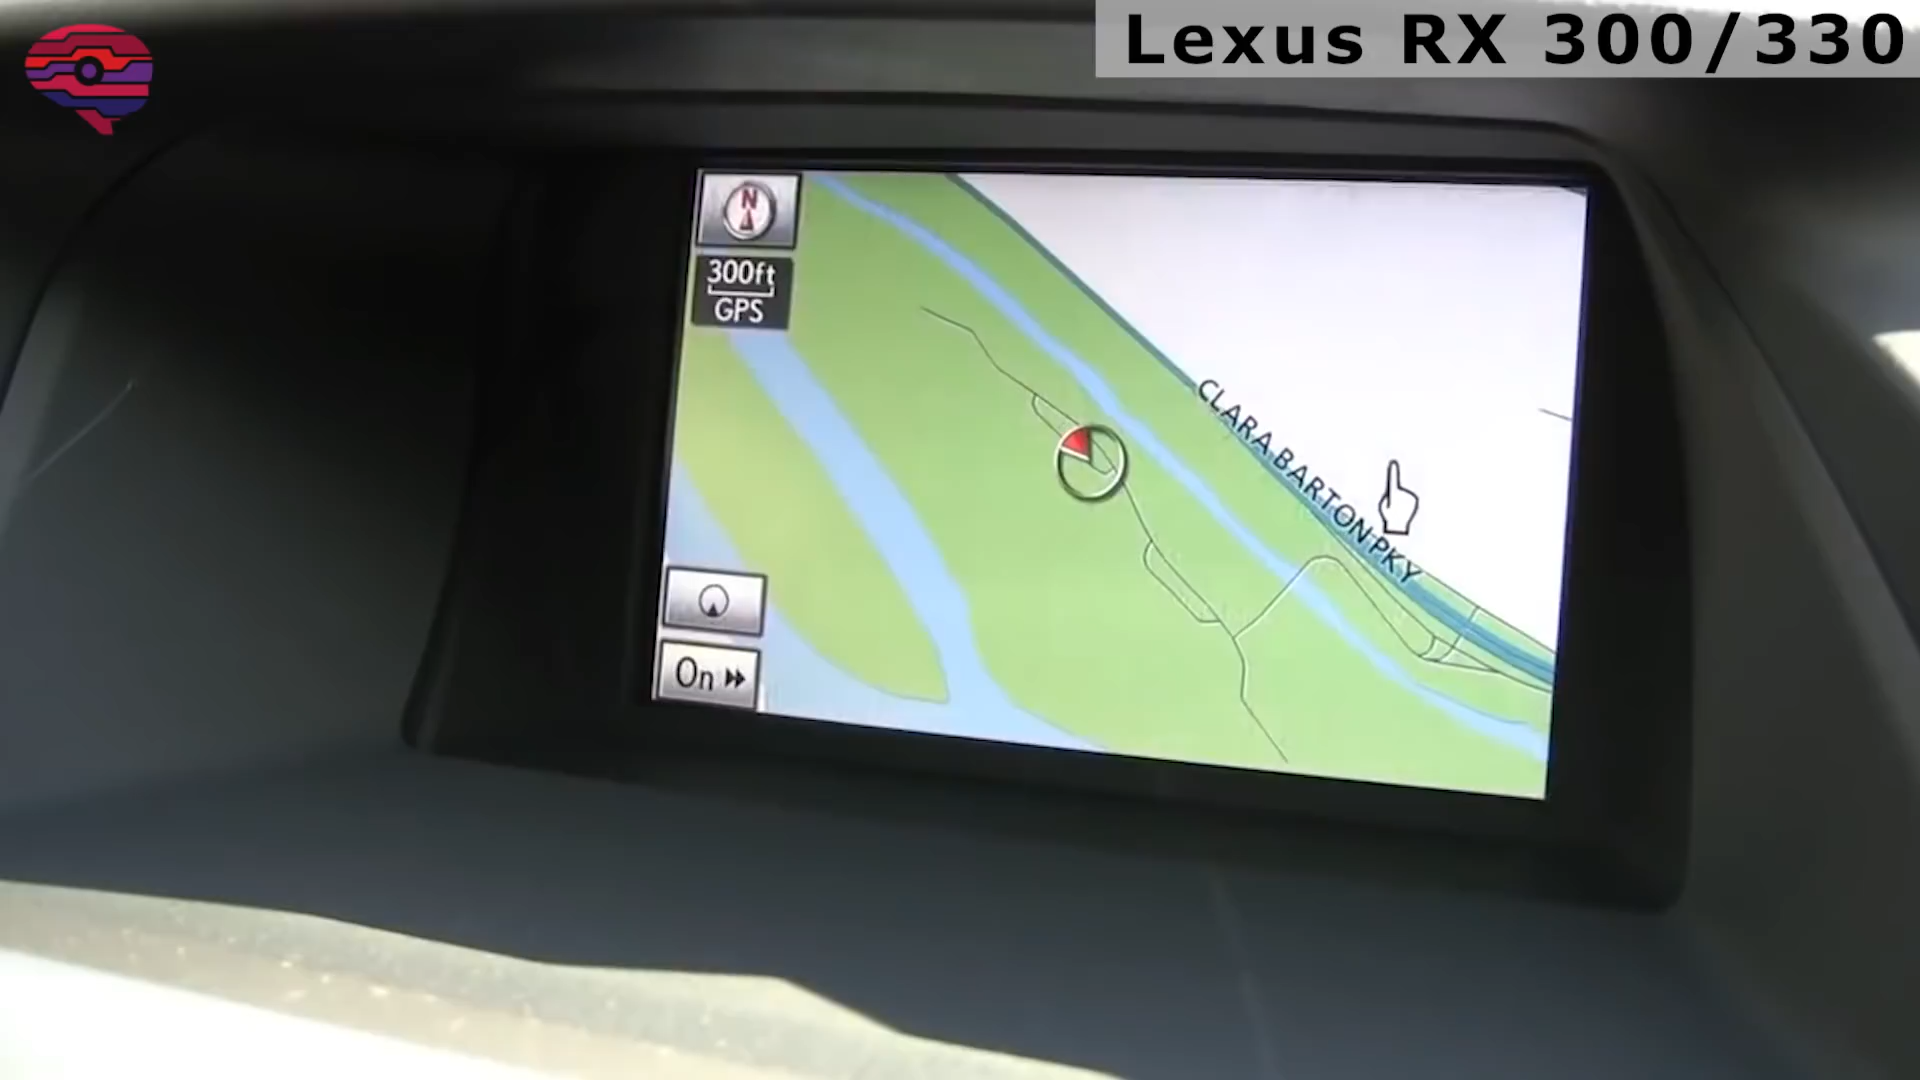 Lexus RX 300/330
N
300ft
GPS
CLARA BARTON PKY
On